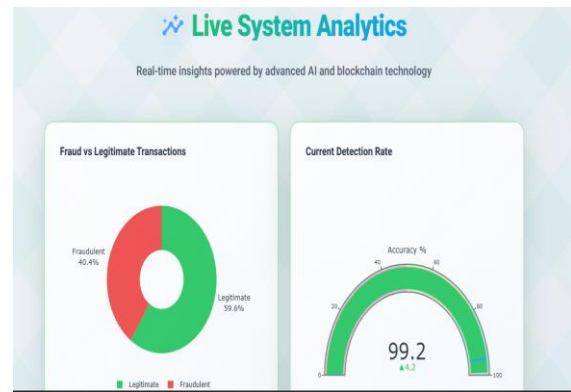 Live System Analytics
Real-time insights powered by advanced AI and blockchain technology
Fraud vs Legitimate Transactions
Fraudulent
40.4%
Legitimate
59.6%
Legitimate Fraudulent
Current Detection Rate
Accuracy %
0
20
40
60
80
100
99.2
▲4.2